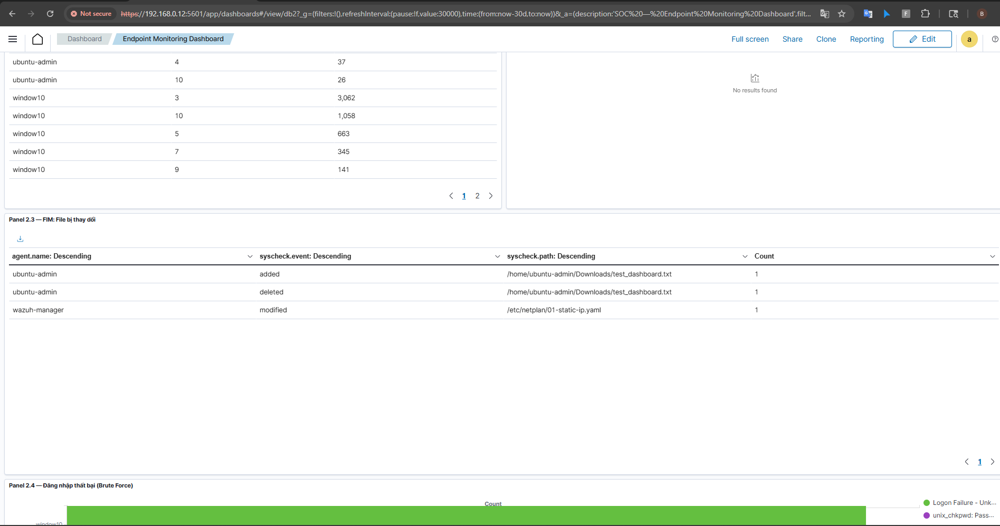 Not secure https://192.168.0.12:5601/app/dashboards#/view/db2?_g=(filters:!(),refreshInterval:(pause:!f,value:30000),time:(from:now-30d,to:now))&_a=(description:'SOC%20—%20Endpoint%20Monitoring%20Dashboard',filt... F B
Dashboard Endpoint Monitoring Dashboard Full screen Share Clone Reporting Edit a
ubuntu-admin 4 37
ubuntu-admin 10 26
No results found
window10 3 3,062
window10 10 1,058
window10 5 663
window10 7 345
window10 9 141
1 2
Panel 2.3 — FIM: File bị thay đổi
agent.name: Descending syscheck.event: Descending syscheck.path: Descending Count
ubuntu-admin added /home/ubuntu-admin/Downloads/test_dashboard.txt 1
ubuntu-admin deleted /home/ubuntu-admin/Downloads/test_dashboard.txt 1
wazuh-manager modified /etc/netplan/01-static-ip.yaml 1
1
Panel 2.4 — Đăng nhập thất bại (Brute Force)
Count
Logon Failure - Unk...
unix_chkpwd: Pass...
window10